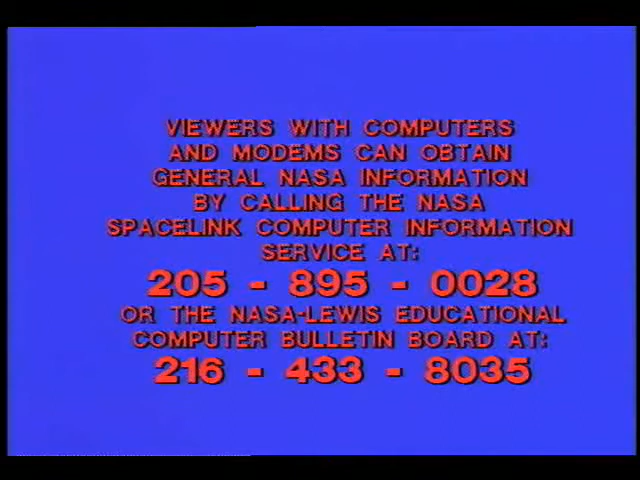 VIEWERS WITH COMPUTERS
AND MODEMS CAN OBTAIN
GENERAL NASA INFORMATION
BY CALLING THE NASA
SPACELINK COMPUTER INFORMATION
SERVICE AT:
205 - 895 - 0028
OR THE NASA-LEWIS EDUCATIONAL
COMPUTER BULLETIN BOARD AT:
216 - 433 - 8035